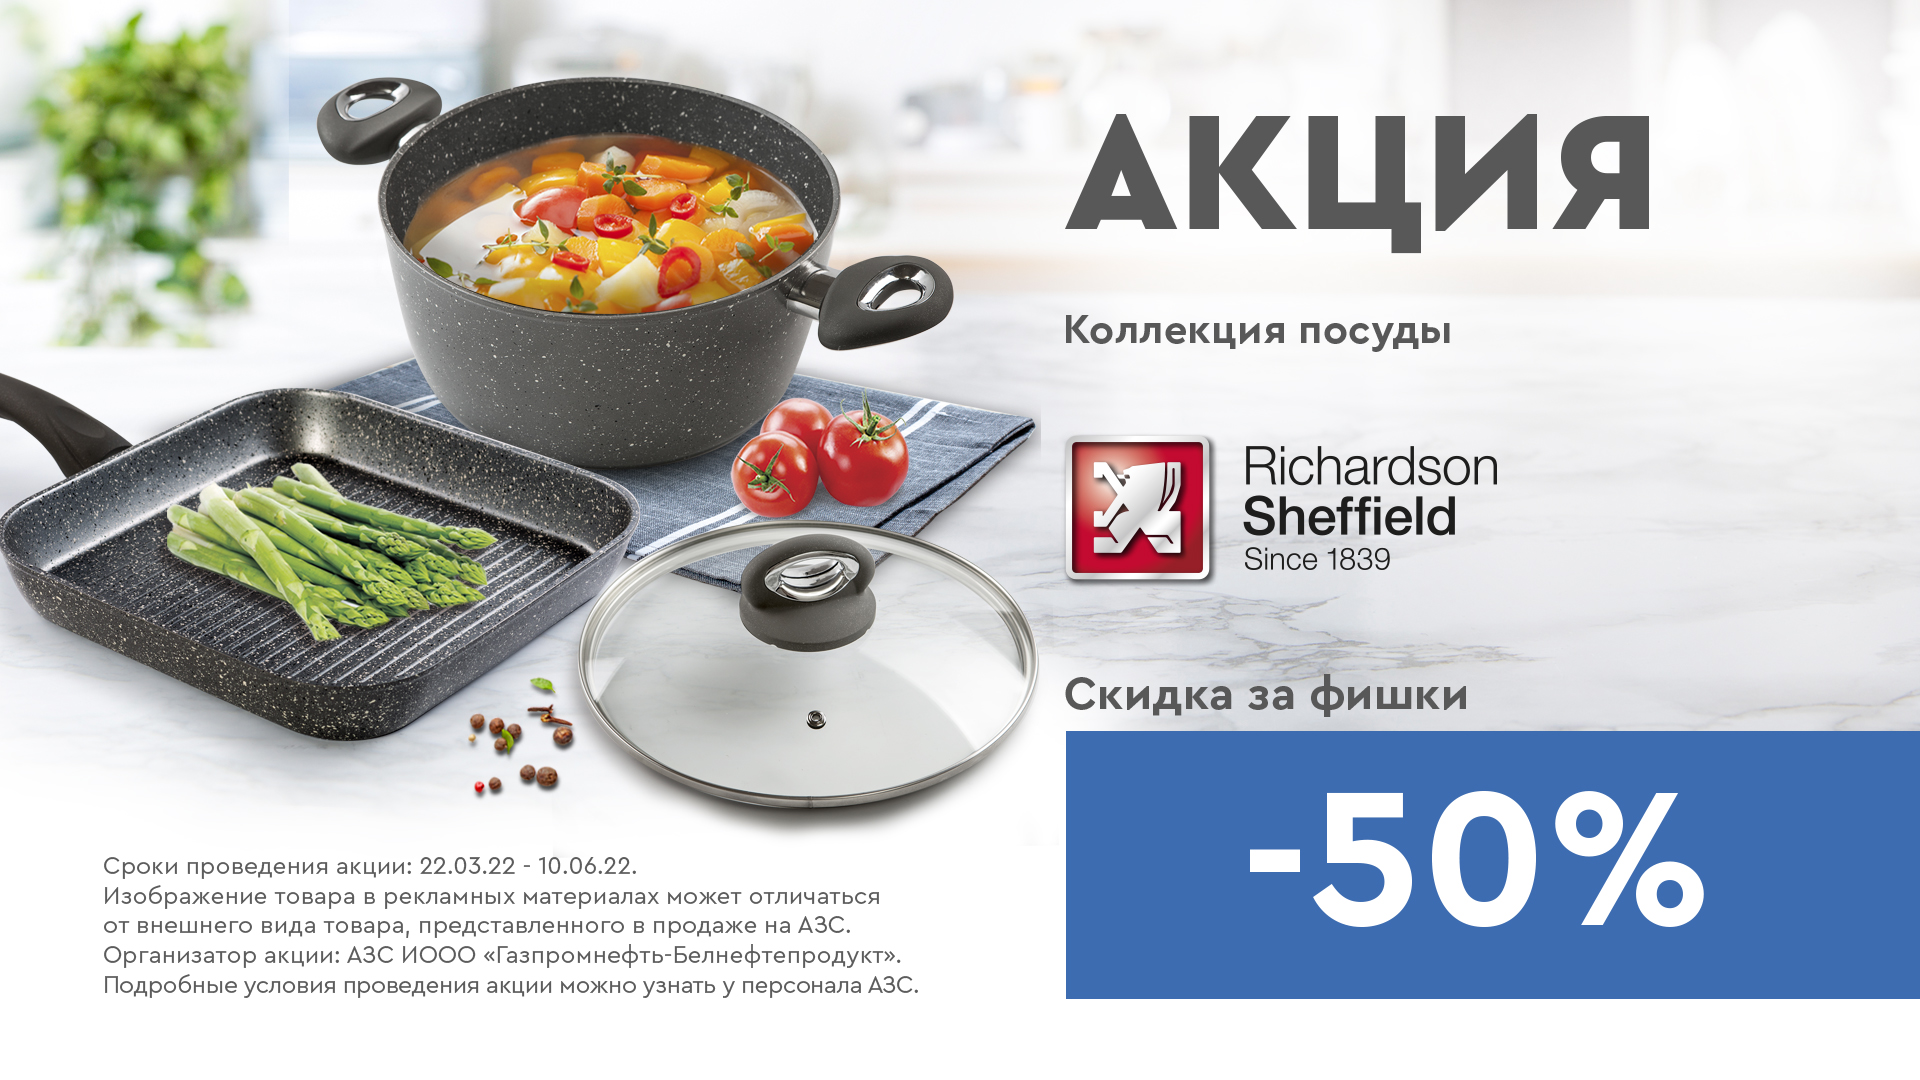 АКЦИЯ
Коллекция посуды
Richardson
Sheffield
Since 1839
Скидка за фишки
-50%
Сроки проведения акции: 22.03.22 - 10.06.22.
Изображение товара в рекламных материалах может отличаться
от внешнего вида товара, представленного в продаже на АЗС.
Организатор акции: АЗС ИООО «Газпромнефть-Белнефтепродукт».
Подробные условия проведения акции можно узнать у персонала АЗС.